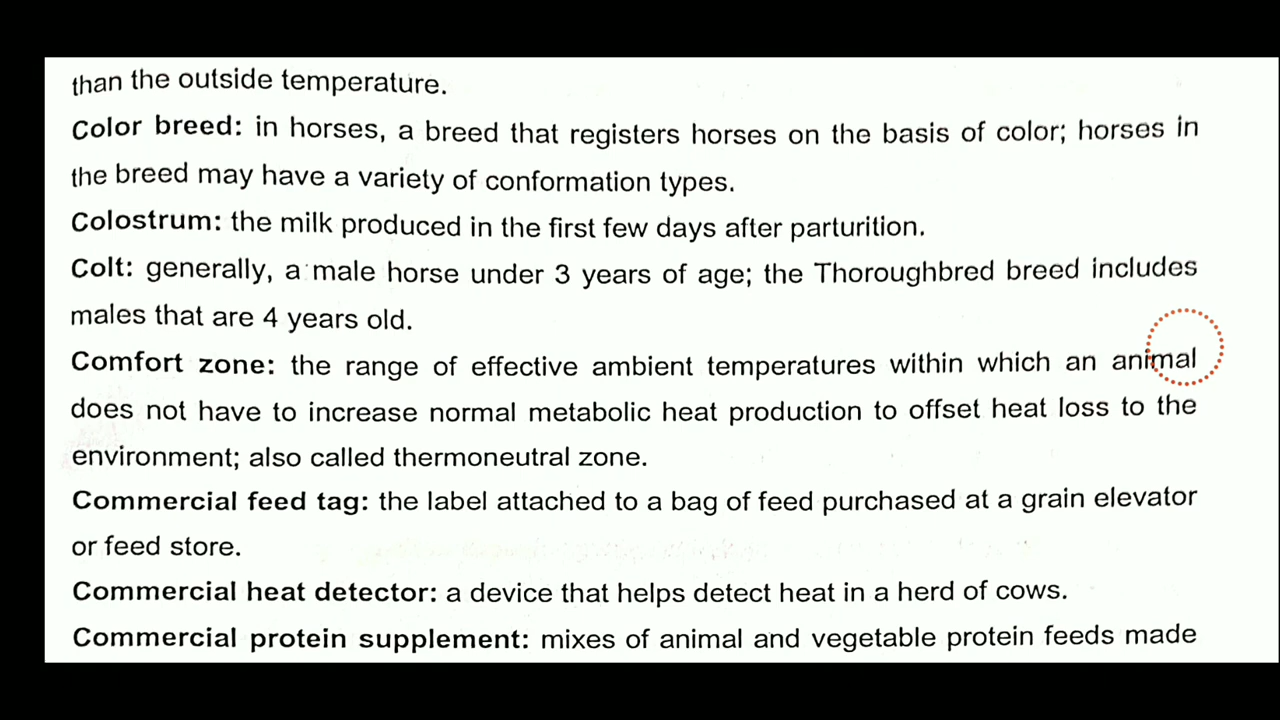 than the outside temperature.
Color breed: in horses, a breed that registers horses on the basis of color; horses in
the breed may have a variety of conformation types.
Colostrum: the milk produced in the first few days after parturition.
Colt: generally, a male horse under 3 years of age; the Thoroughbred breed includes
males that are 4 years old.
Comfort zone: the range of effective ambient temperatures within which an animal
does not have to increase normal metabolic heat production to offset heat loss to the
environment; also called thermoneutral zone.
Commercial feed tag: the label attached to a bag of feed purchased at a grain elevator
or feed store.
Commercial heat detector: a device that helps detect heat in a herd of cows.
Commercial protein supplement: mixes of animal and vegetable protein feeds made